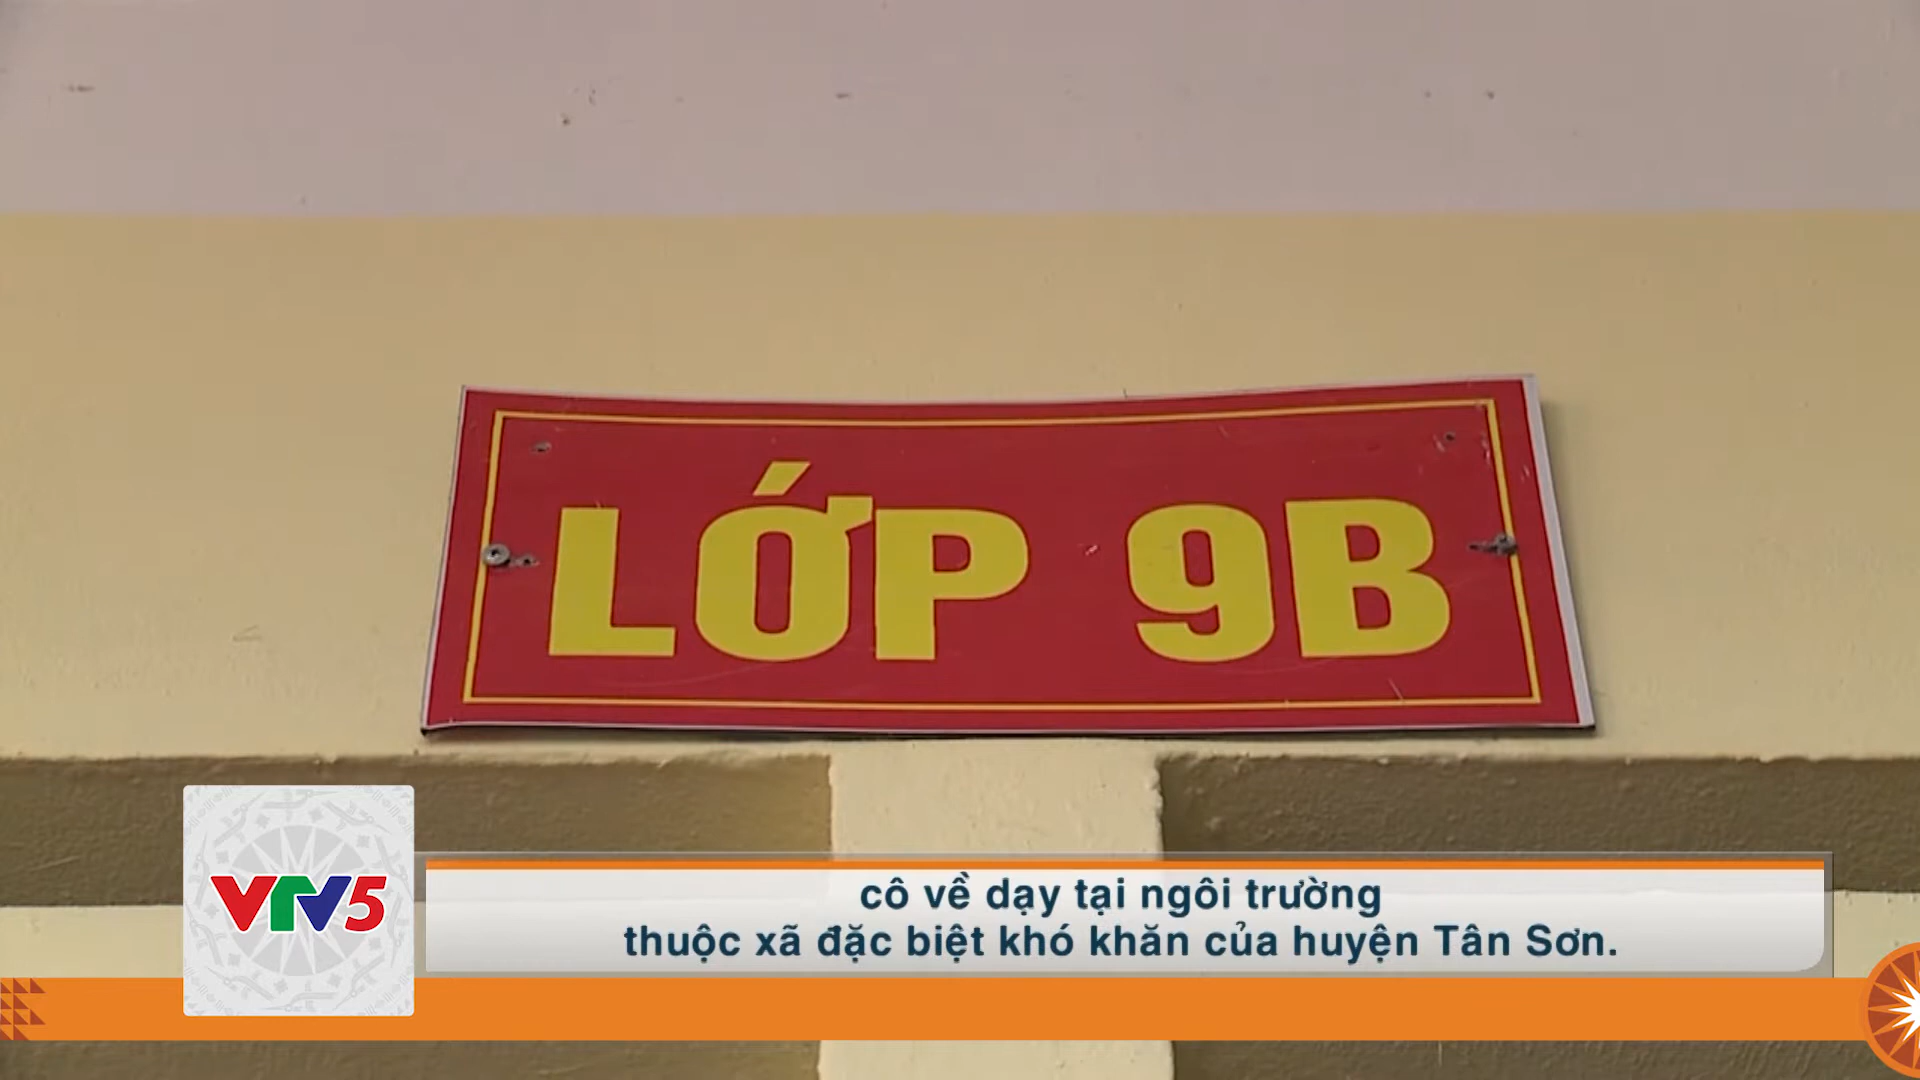 LỚP 9B
VTV5
cô về dạy tại ngôi trường
thuộc xã đặc biệt khó khăn của huyện Tân Sơn.